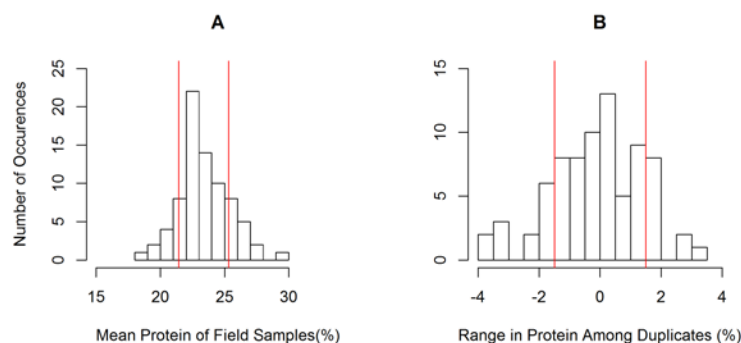 A
25
20
15
10
5
0
Number of Occurences
15 20 25 30
Mean Protein of Field Samples(%)
B
15
10
5
0
-4 -2 0 2 4
Range in Protein Among Duplicates (%)